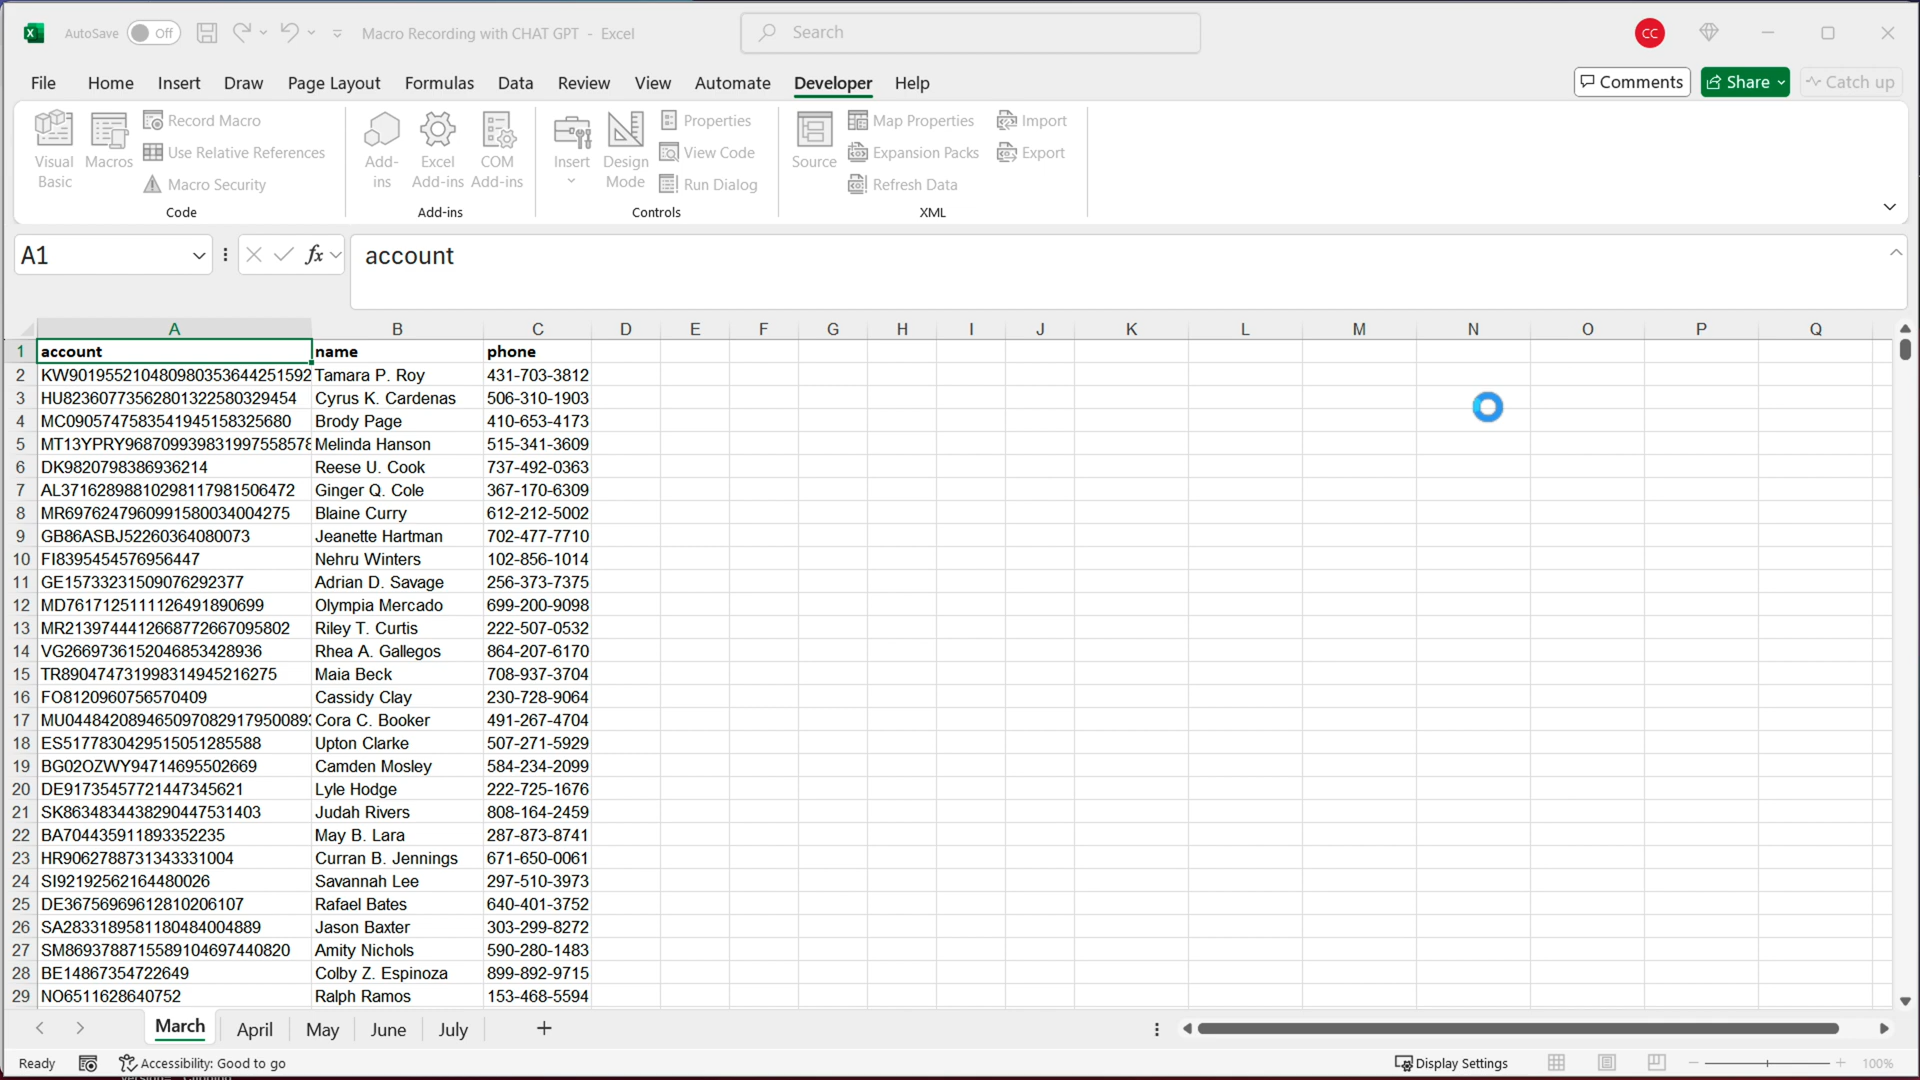 AutoSave Off Macro Recording with CHAT GPT - Excel Search CC
File Home Insert Draw Page Layout Formulas Data Review View Automate Developer Help Comments Share Catch up
Visual Basic Macros Record Macro Use Relative References Macro Security
Code
Add-ins Excel Add-ins COM Add-ins
Add-ins
Insert Design Mode Properties View Code Run Dialog
Controls
Source Map Properties Expansion Packs Refresh Data Import Export
XML
A1 fx account
A B C D E F G H I J K L M N O P Q
1 account name phone
2 KW901955210480980353644251592 Tamara P. Roy 431-703-3812
3 HU82360773562801322580329454 Cyrus K. Cardenas 506-310-1903
4 MC0905747583541945158325680 Brody Page 410-653-4173
5 MT13YPRY968709939831997558578 Melinda Hanson 515-341-3609
6 DK9820798386936214 Reese U. Cook 737-492-0363
7 AL37162898810298117981506472 Ginger Q. Cole 367-170-6309
8 MR6976247960991580034004275 Blaine Curry 612-212-5002
9 GB86ASBJ52260364080073 Jeanette Hartman 702-477-7710
10 FI8395454576956447 Nehru Winters 102-856-1014
11 GE15733231509076292377 Adrian D. Savage 256-373-7375
12 MD7617125111126491890699 Olympia Mercado 699-200-9098
13 MR2139744412668772667095802 Riley T. Curtis 222-507-0532
14 VG2669736152046853428936 Rhea A. Gallegos 864-207-6170
15 TR890474731998314945216275 Maia Beck 708-937-3704
16 FO8120960756570409 Cassidy Clay 230-728-9064
17 MU0448420894650970829179500893 Cora C. Booker 491-267-4704
18 ES5177830429515051285588 Upton Clarke 507-271-5929
19 BG02OZWY94714695502669 Camden Mosley 584-234-2099
20 DE91735457721447345621 Lyle Hodge 222-725-1676
21 SK8634834438290447531403 Judah Rivers 808-164-2459
22 BA704435911893352235 May B. Lara 287-873-8741
23 HR9062788731343331004 Curran B. Jennings 671-650-0061
24 SI92192562164480026 Savannah Lee 297-510-3973
25 DE36756969612810206107 Rafael Bates 640-401-3752
26 SA2833189581180484004889 Jason Baxter 303-299-8272
27 SM8693788715589104697440820 Amity Nichols 590-280-1483
28 BE14867354722649 Colby Z. Espinoza 899-892-9715
29 NO6511628640752 Ralph Ramos 153-468-5594
March April May June July
Ready Accessibility: Good to go Display Settings 100%